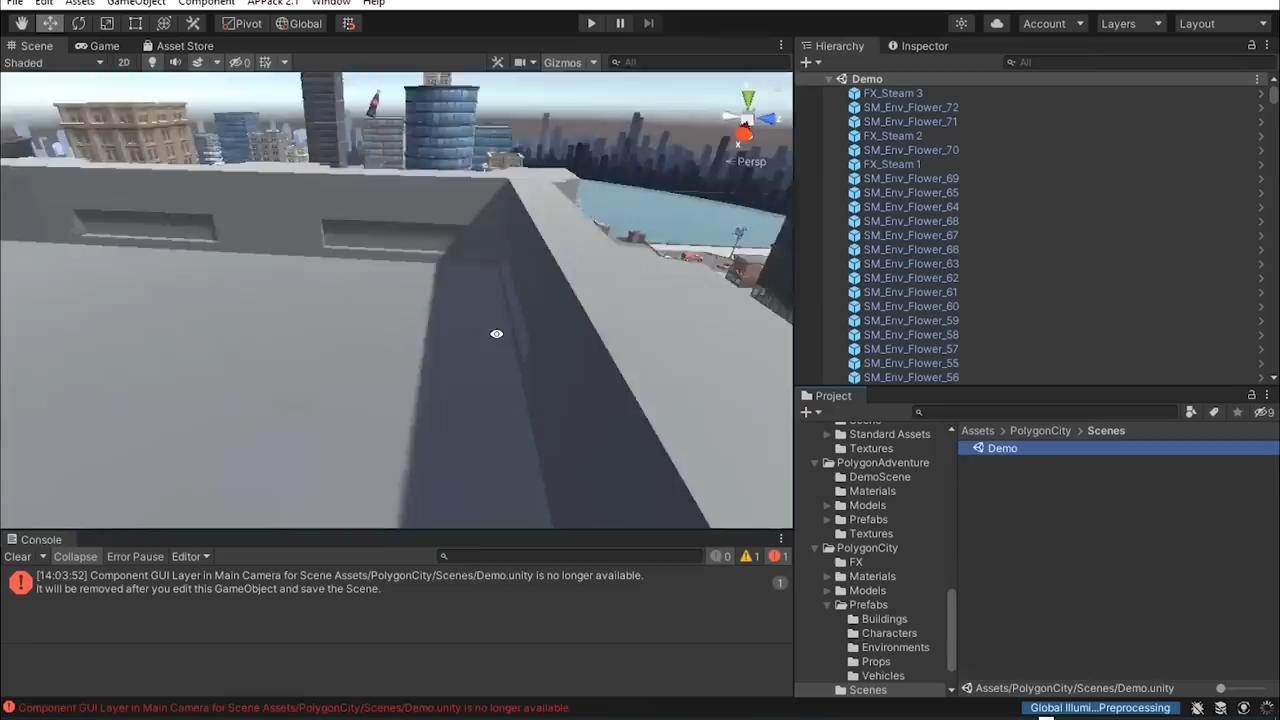 File Edit Assets GameObject Component APPack 2.1 Window Help
Pivot Global Account Layers Layout
Scene Game Asset Store
Shaded 2D 0 Gizmos All
x
Persp
Hierarchy Inspector
All
Demo
FX_Steam 3
SM_Env_Flower_72
SM_Env_Flower_71
FX_Steam 2
SM_Env_Flower_70
FX_Steam 1
SM_Env_Flower_69
SM_Env_Flower_65
SM_Env_Flower_64
SM_Env_Flower_68
SM_Env_Flower_67
SM_Env_Flower_66
SM_Env_Flower_63
SM_Env_Flower_62
SM_Env_Flower_61
SM_Env_Flower_60
SM_Env_Flower_59
SM_Env_Flower_58
SM_Env_Flower_57
SM_Env_Flower_55
SM_Env_Flower_56
Project
9
Standard Assets
Textures
PolygonAdventure
DemoScene
Materials
Models
Prefabs
Textures
PolygonCity
FX
Materials
Models
Prefabs
Buildings
Characters
Environments
Props
Vehicles
Scenes
Assets > PolygonCity > Scenes
Demo
Assets/PolygonCity/Scenes/Demo.unity
Console
Clear Collapse Error Pause Editor 0 1 1
[14:03:52] Component GUI Layer in Main Camera for Scene Assets/PolygonCity/Scenes/Demo.unity is no longer available.
It will be removed after you edit this GameObject and save the Scene.
1
Component GUI Layer in Main Camera for Scene Assets/PolygonCity/Scenes/Demo.unity is no longer available.
Global Illumi...Preprocessing